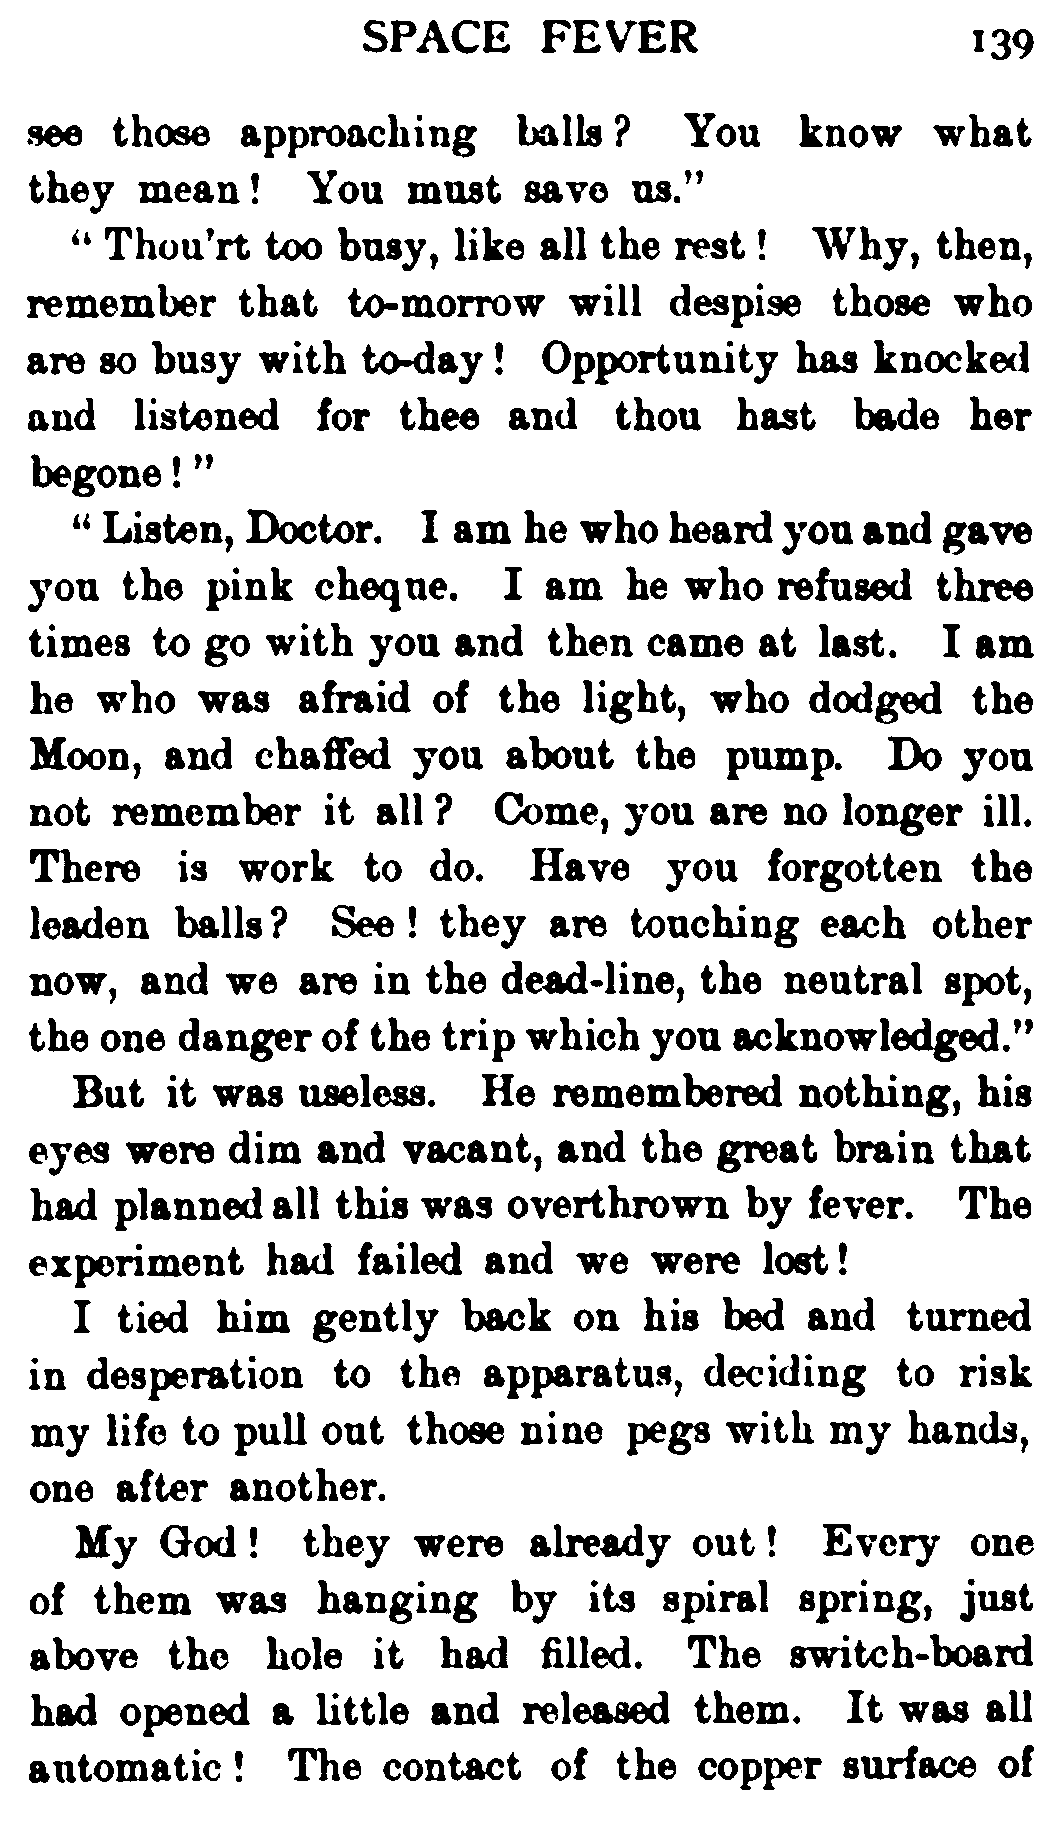 SPACE FEVER 139
see those approaching balls? You know what
they mean! You must save us."
"Thou'rt too busy, like all the rest! Why, then,
remember that to-morrow will despise those who
are so busy with to-day! Opportunity has knocked
and listened for thee and thou hast bade her
begone!"
"Listen, Doctor. I am he who heard you and gave
you the pink cheque. I am he who refused three
times to go with you and then came at last. I am
he who was afraid of the light, who dodged the
Moon, and chaffed you about the pump. Do you
not remember it all? Come, you are no longer ill.
There is work to do. Have you forgotten the
leaden balls? See! they are touching each other
now, and we are in the dead-line, the neutral spot,
the one danger of the trip which you acknowledged."
But it was useless. He remembered nothing, his
eyes were dim and vacant, and the great brain that
had planned all this was overthrown by fever. The
experiment had failed and we were lost!
I tied him gently back on his bed and turned
in desperation to the apparatus, deciding to risk
my life to pull out those nine pegs with my hands,
one after another.
My God! they were already out! Every one
of them was hanging by its spiral spring, just
above the hole it had filled. The switch-board
had opened a little and released them. It was all
automatic! The contact of the copper surface of